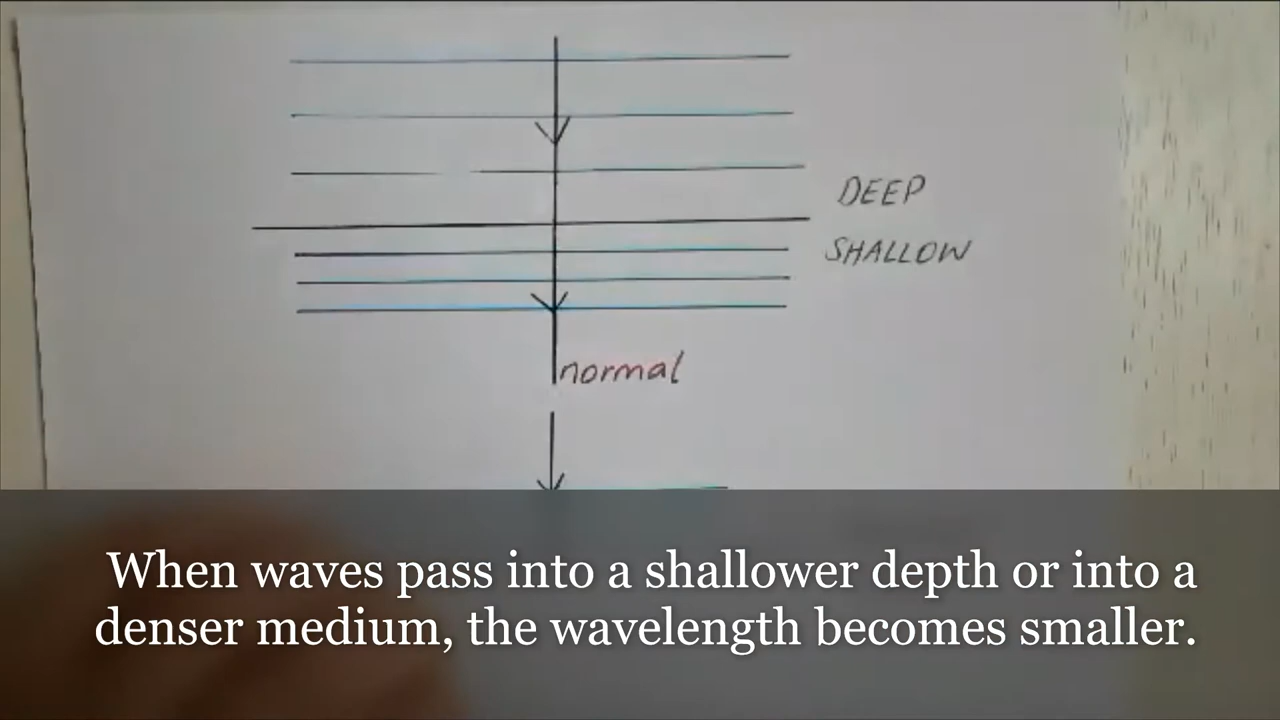 DEEP
SHALLOW
normal
When waves pass into a shallower depth or into a
denser medium, the wavelength becomes smaller.